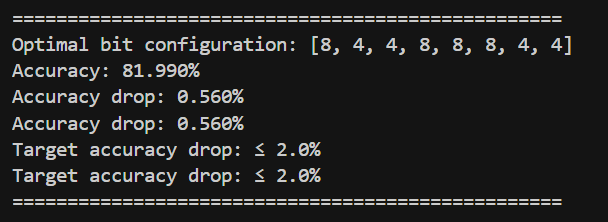 ==================================================
Optimal bit configuration: [8, 4, 4, 8, 8, 8, 4, 4]
Accuracy: 81.990%
Accuracy drop: 0.560%
Accuracy drop: 0.560%
Target accuracy drop: ≤ 2.0%
Target accuracy drop: ≤ 2.0%
==================================================